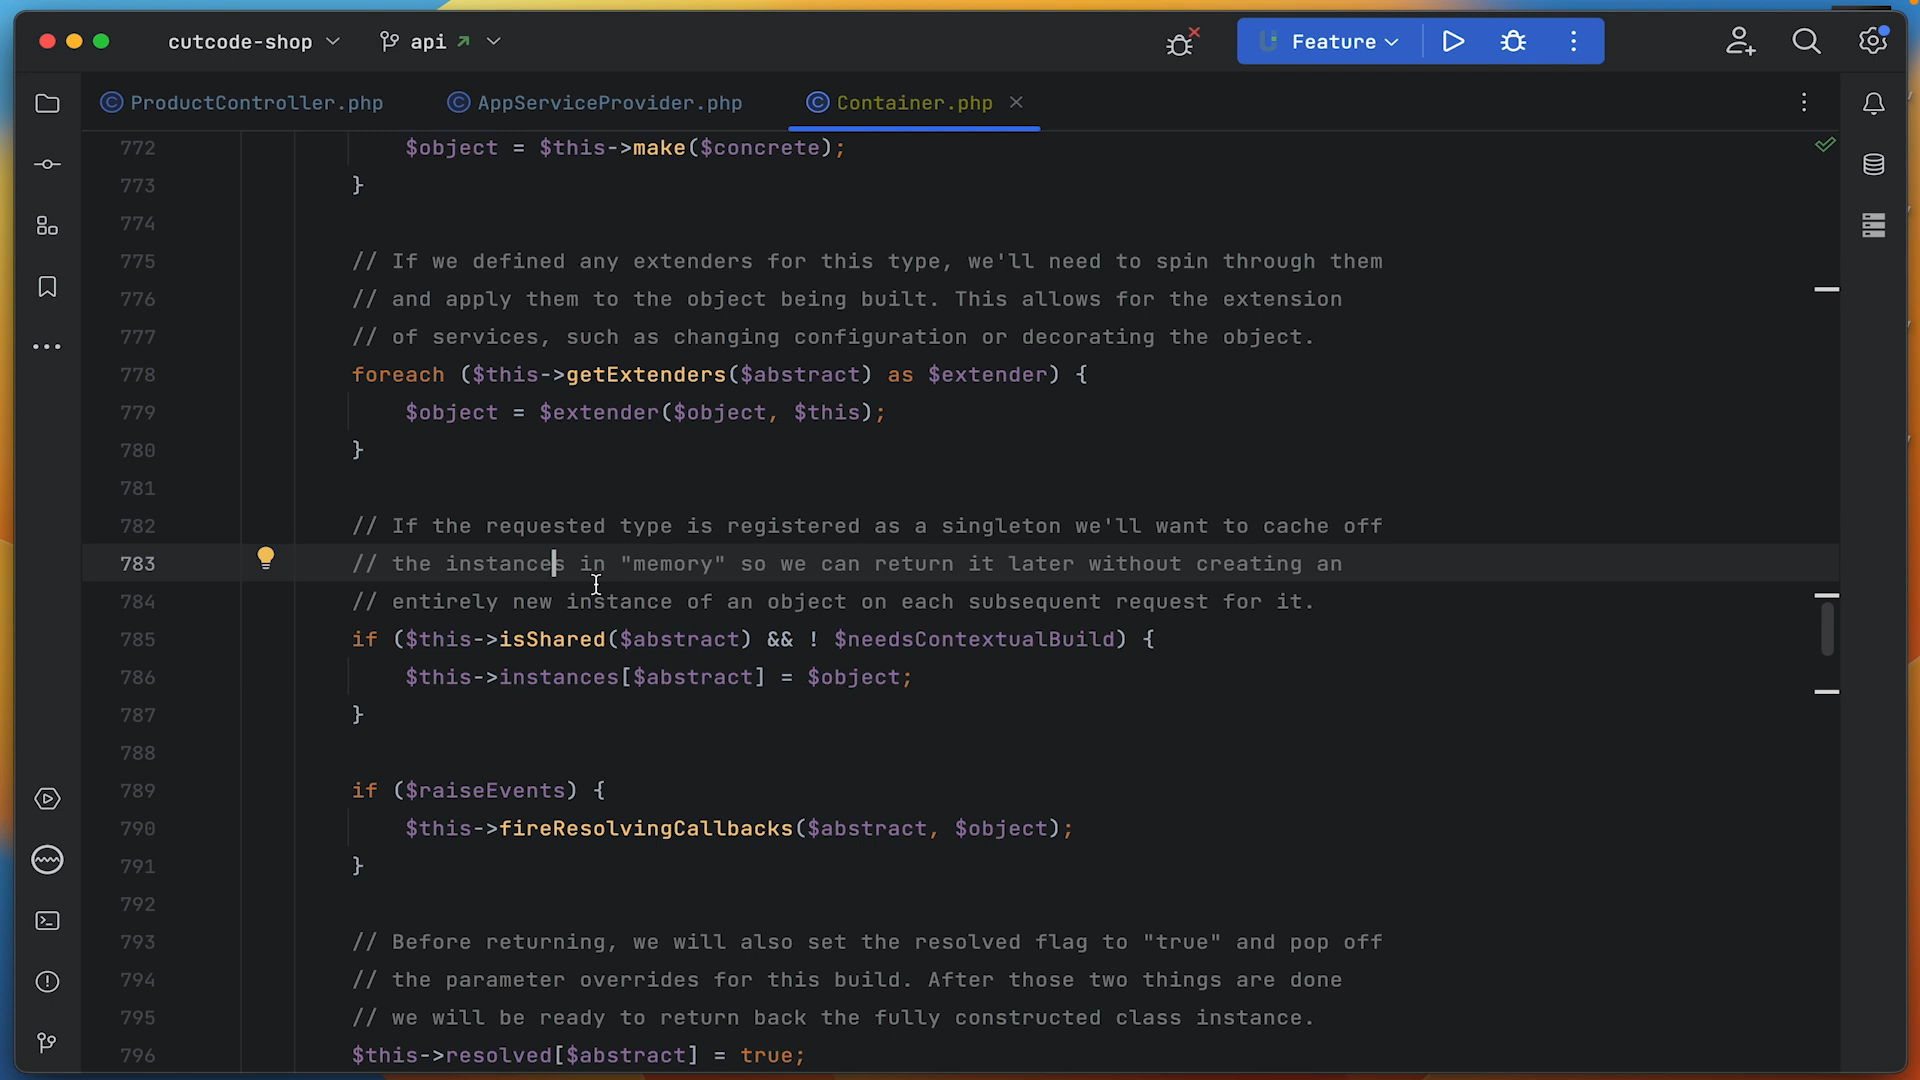 cutcode-shop api Feature
ProductController.php AppServiceProvider.php Container.php
772 $object = $this->make($concrete);
773 }
774
775 // If we defined any extenders for this type, we'll need to spin through them
776 // and apply them to the object being built. This allows for the extension
777 // of services, such as changing configuration or decorating the object.
778 foreach ($this->getExtenders($abstract) as $extender) {
779 $object = $extender($object, $this);
780 }
781
782 // If the requested type is registered as a singleton we'll want to cache off
783 // the instances in "memory" so we can return it later without creating an
784 // entirely new instance of an object on each subsequent request for it.
785 if ($this->isShared($abstract) && ! $needsContextualBuild) {
786 $this->instances[$abstract] = $object;
787 }
788
789 if ($raiseEvents) {
790 $this->fireResolvingCallbacks($abstract, $object);
791 }
792
793 // Before returning, we will also set the resolved flag to "true" and pop off
794 // the parameter overrides for this build. After those two things are done
795 // we will be ready to return back the fully constructed class instance.
796 $this->resolved[$abstract] = true;